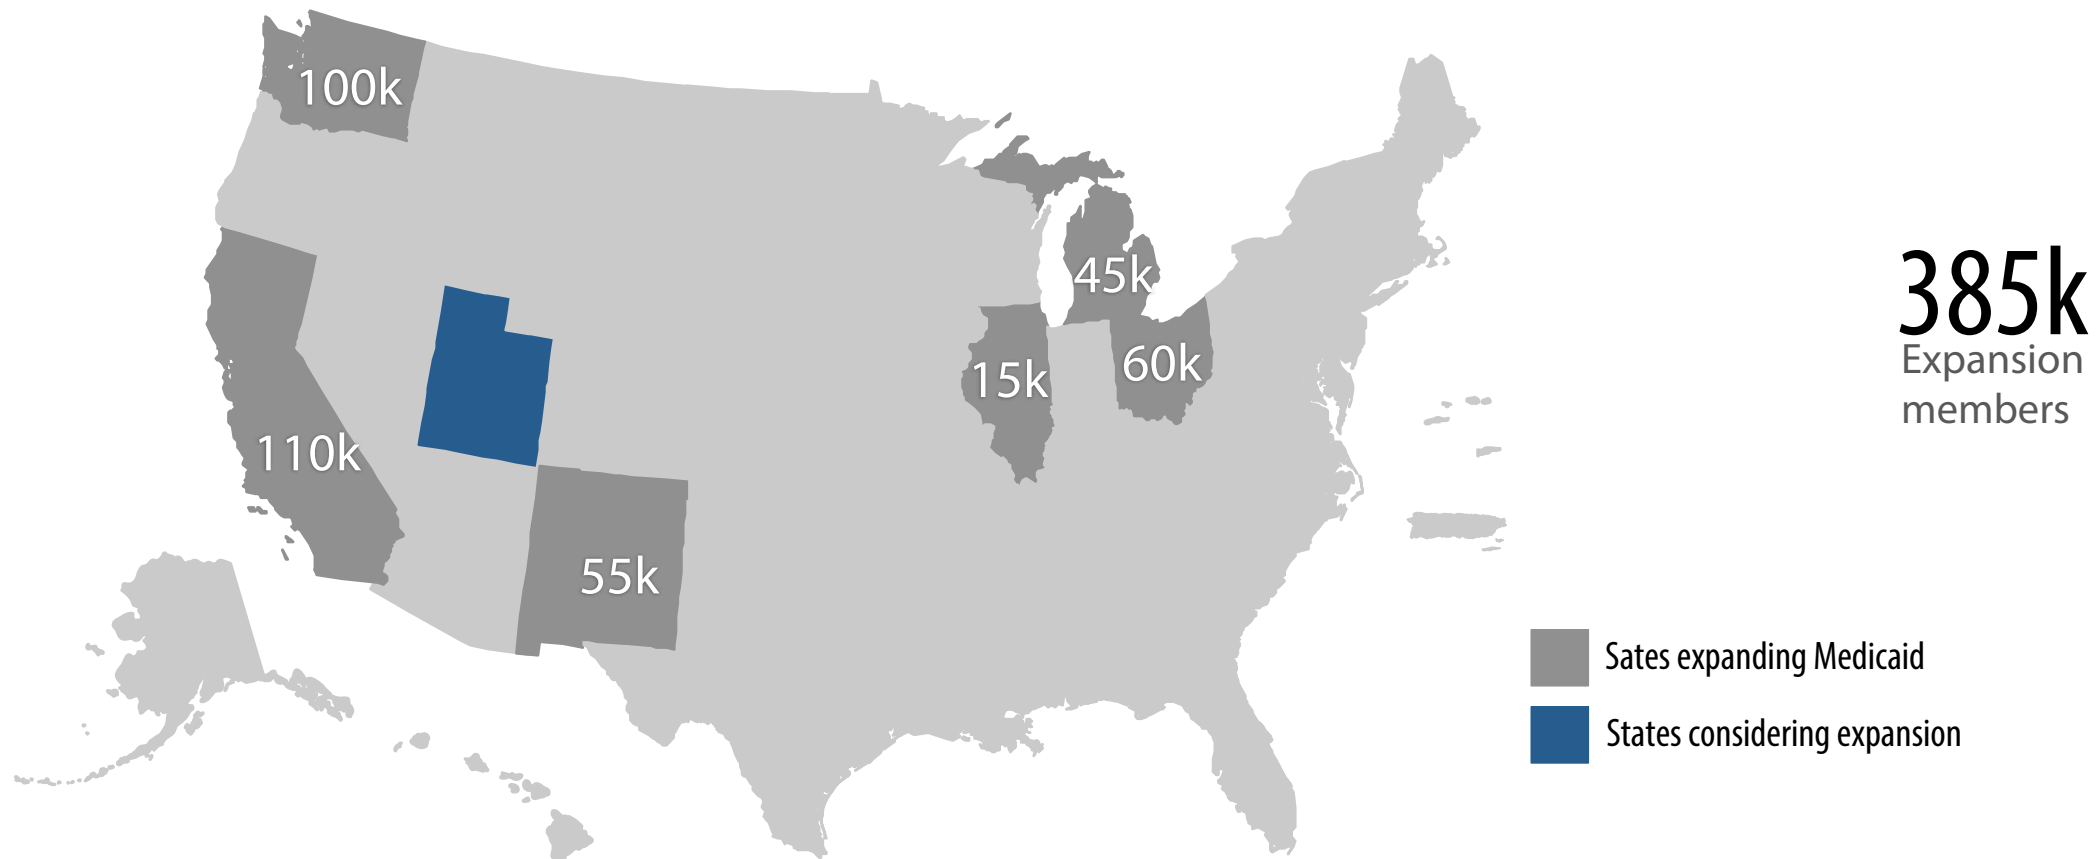 100k
45k
385k
Expansion
members
60k
15k
110k
55k
Sates expanding Medicaid
States considering expansion